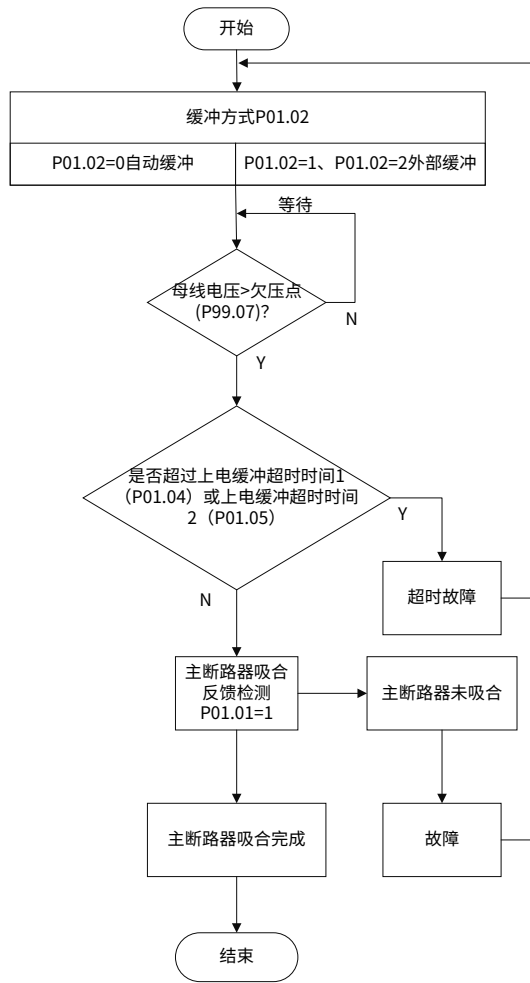 开始
缓冲方式P01.02
P01.02=0自动缓冲
P01.02=1、P01.02=2外部缓冲
等待
母线电压>欠压点
(P99.07)?
N
Y
是否超过上电缓冲超时时间1
（P01.04）或上电缓冲超时时间
2（P01.05）
Y
N
超时故障
主断路器吸合
反馈检测
P01.01=1
主断路器未吸合
主断路器吸合完成
故障
结束